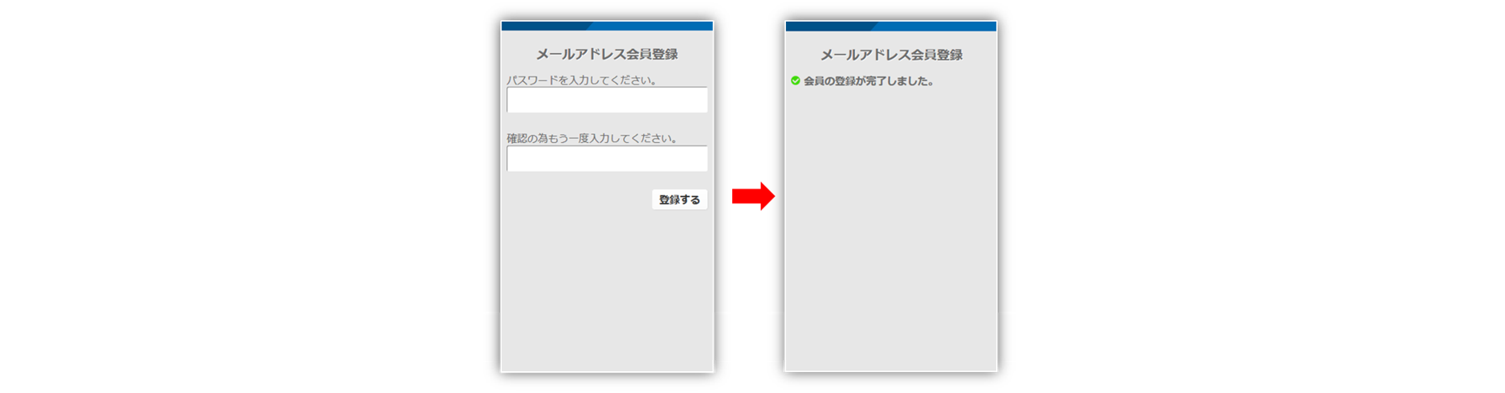 メールアドレス会員登録
パスワードを入力してください。
確認の為もう一度入力してください。
登録する
メールアドレス会員登録
会員の登録が完了しました。